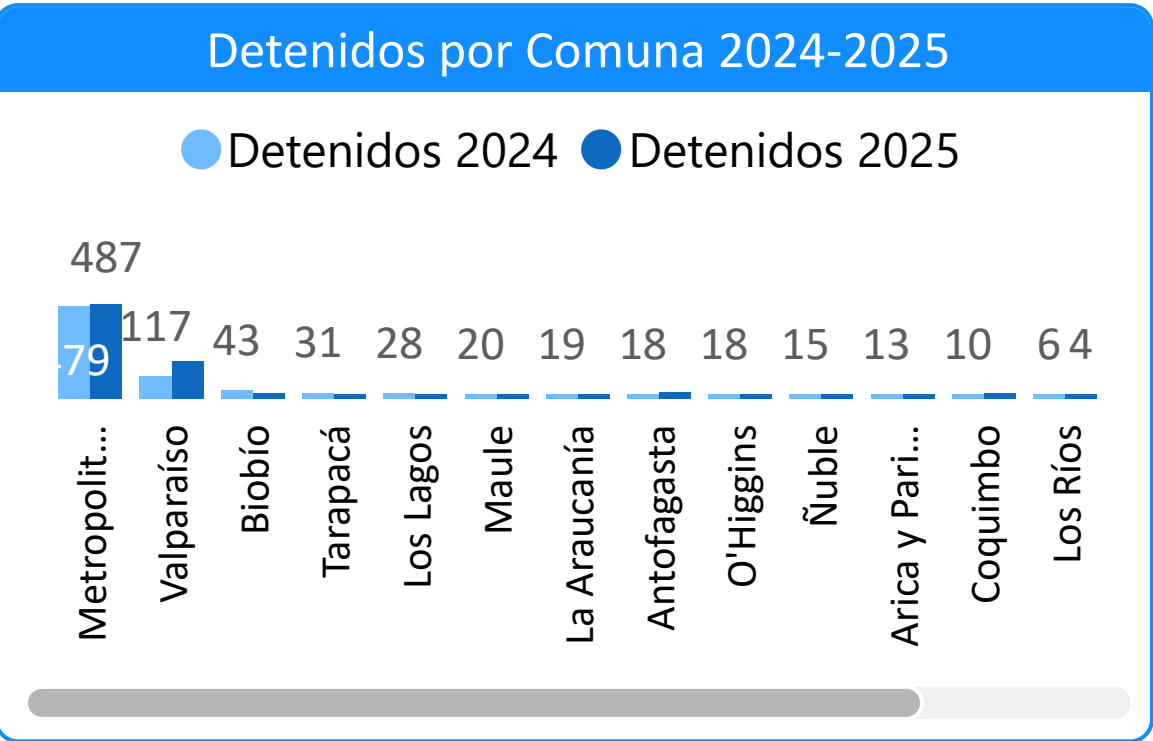 Detenidos por Comuna 2024-2025
Detenidos 2024 Detenidos 2025
487
79
117
43
31
28
20
19
18
18
15
13
10
6 4
Metropolit...
Valparaíso
Biobío
Tarapacá
Los Lagos
Maule
La Araucanía
Antofagasta
O'Higgins
Ñuble
Arica y Pari...
Coquimbo
Los Ríos